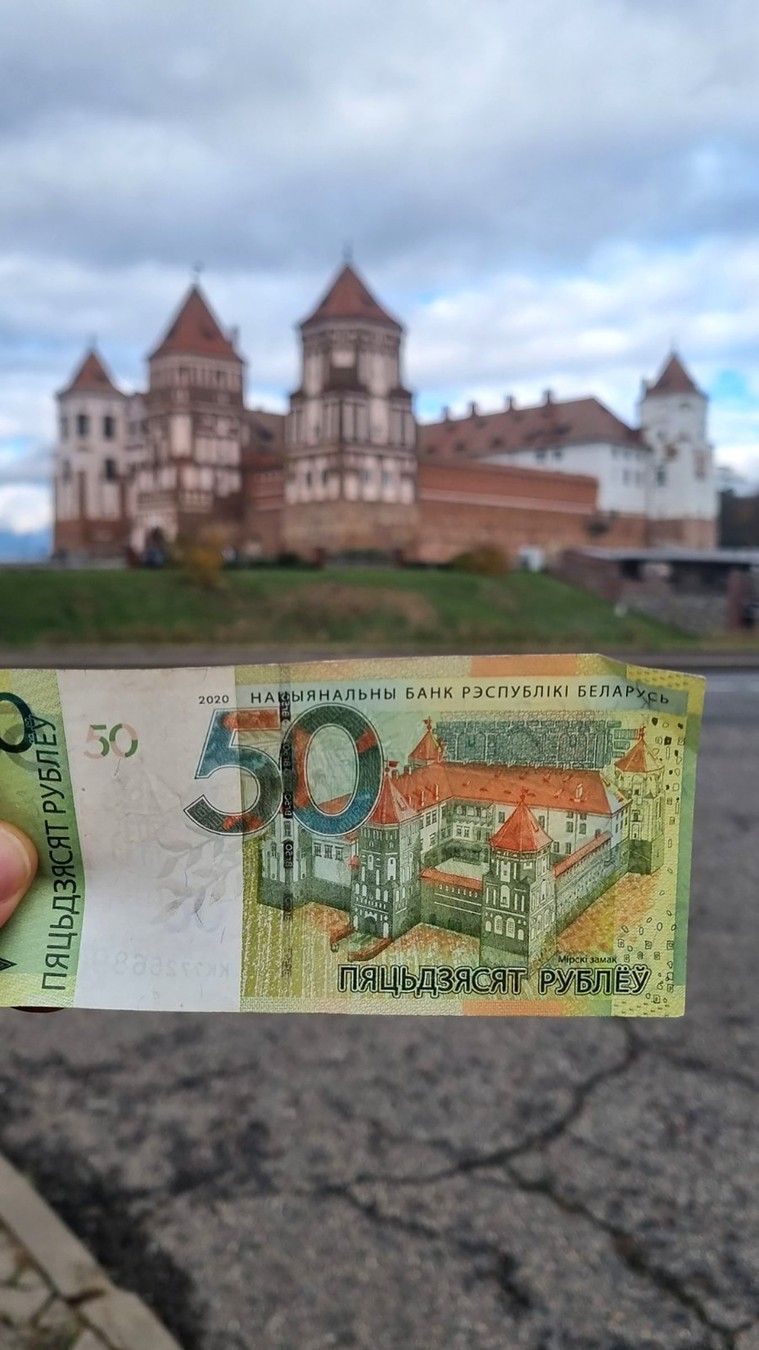 2020 НАЦЫЯНАЛЬНЫ БАНК РЭСПУБЛІКІ БЕЛАРУСЬ
50
50
ПЯЦЬДЗЯСЯТ РУБЛЁЎ
Мірскі замак
ПЯЦЬДЗЯСЯТ РУБЛЁЎ